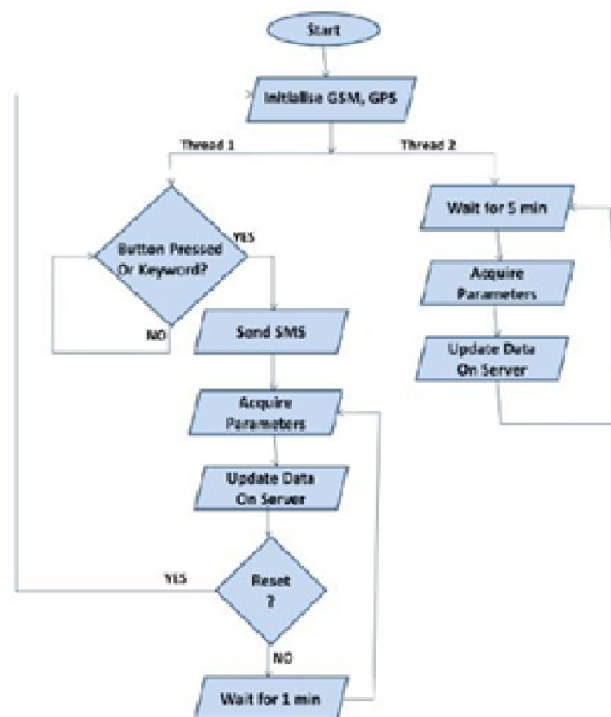 Start
Initialise GSM, GPS
Thread 1
Thread 2
Button Pressed
Or Keyword?
YES
NO
Wait for 5 min
Acquire
Parameters
Update Data
On Server
Send SMS
Acquire
Parameters
Update Data
On Server
Reset
?
YES
NO
Wait for 1 min